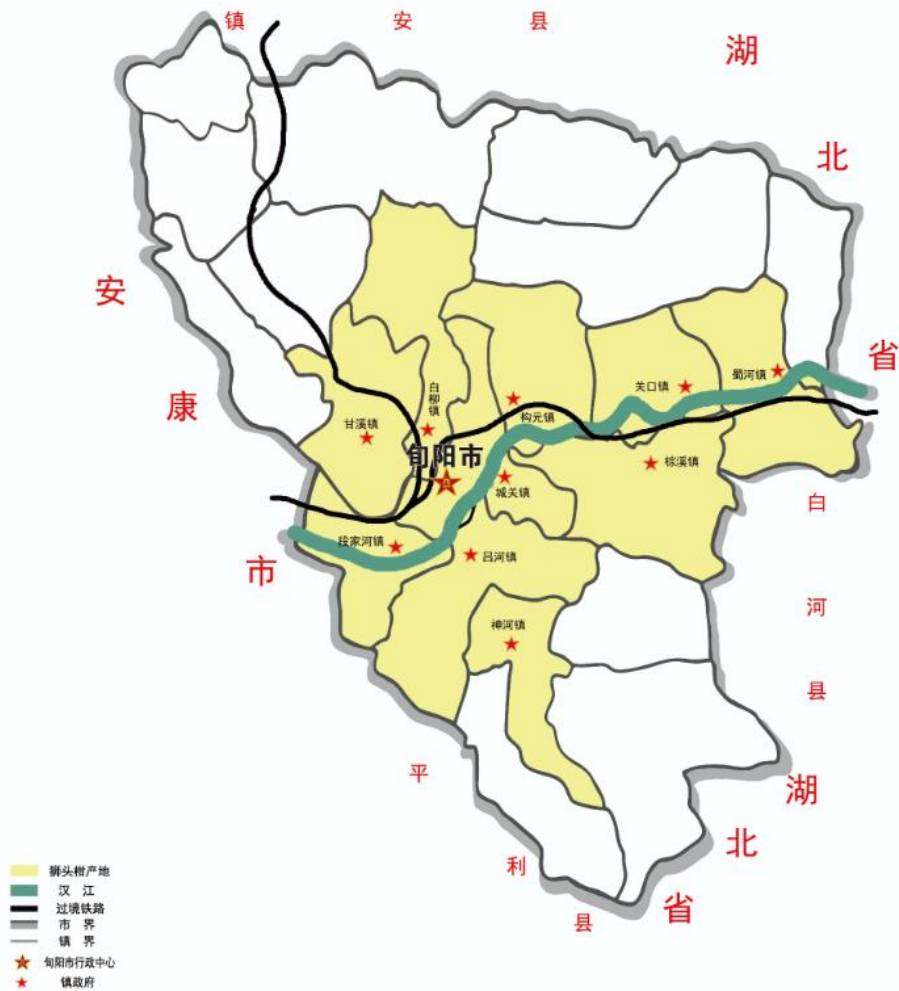 镇安县
湖北省
安康市
白柳镇
关口镇
蜀河镇
构元镇
甘溪镇
旬阳市
棕溪镇
城关镇
白河县
段家河镇
吕河镇
神河镇
平利县
湖北省
狮头柑产地
汉 江
过境铁路
市 界
镇 界
旬阳市行政中心
镇政府